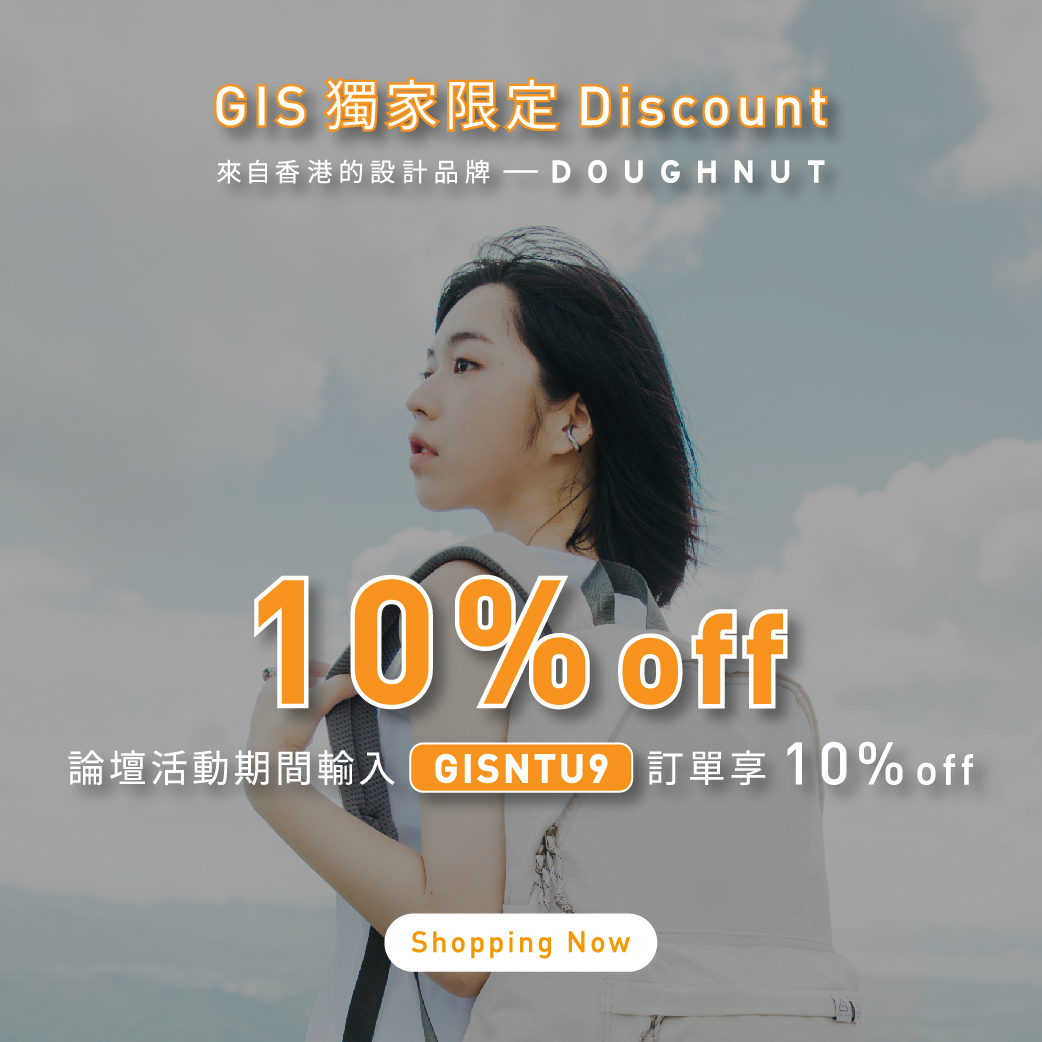 GIS 獨家限定 Discount
來自香港的設計品牌 — DOUGHNUT
10% off
論壇活動期間輸入 GISNTU9 訂單享 10% off
Shopping Now